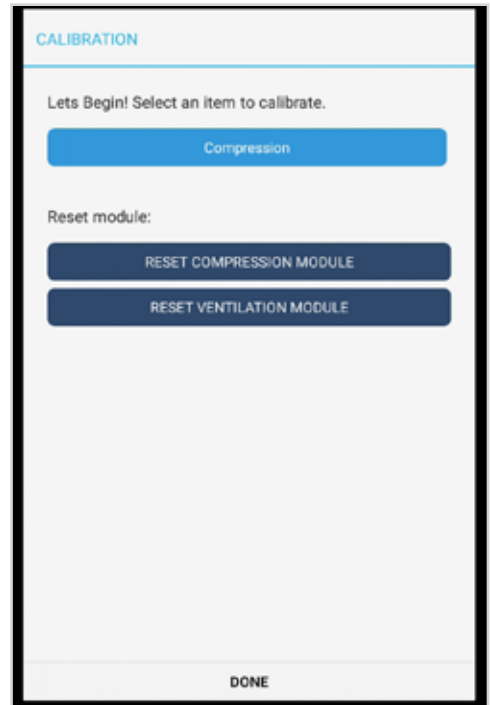 CALIBRATION
Lets Begin! Select an item to calibrate.
Compression
Reset module:
RESET COMPRESSION MODULE
RESET VENTILATION MODULE
DONE